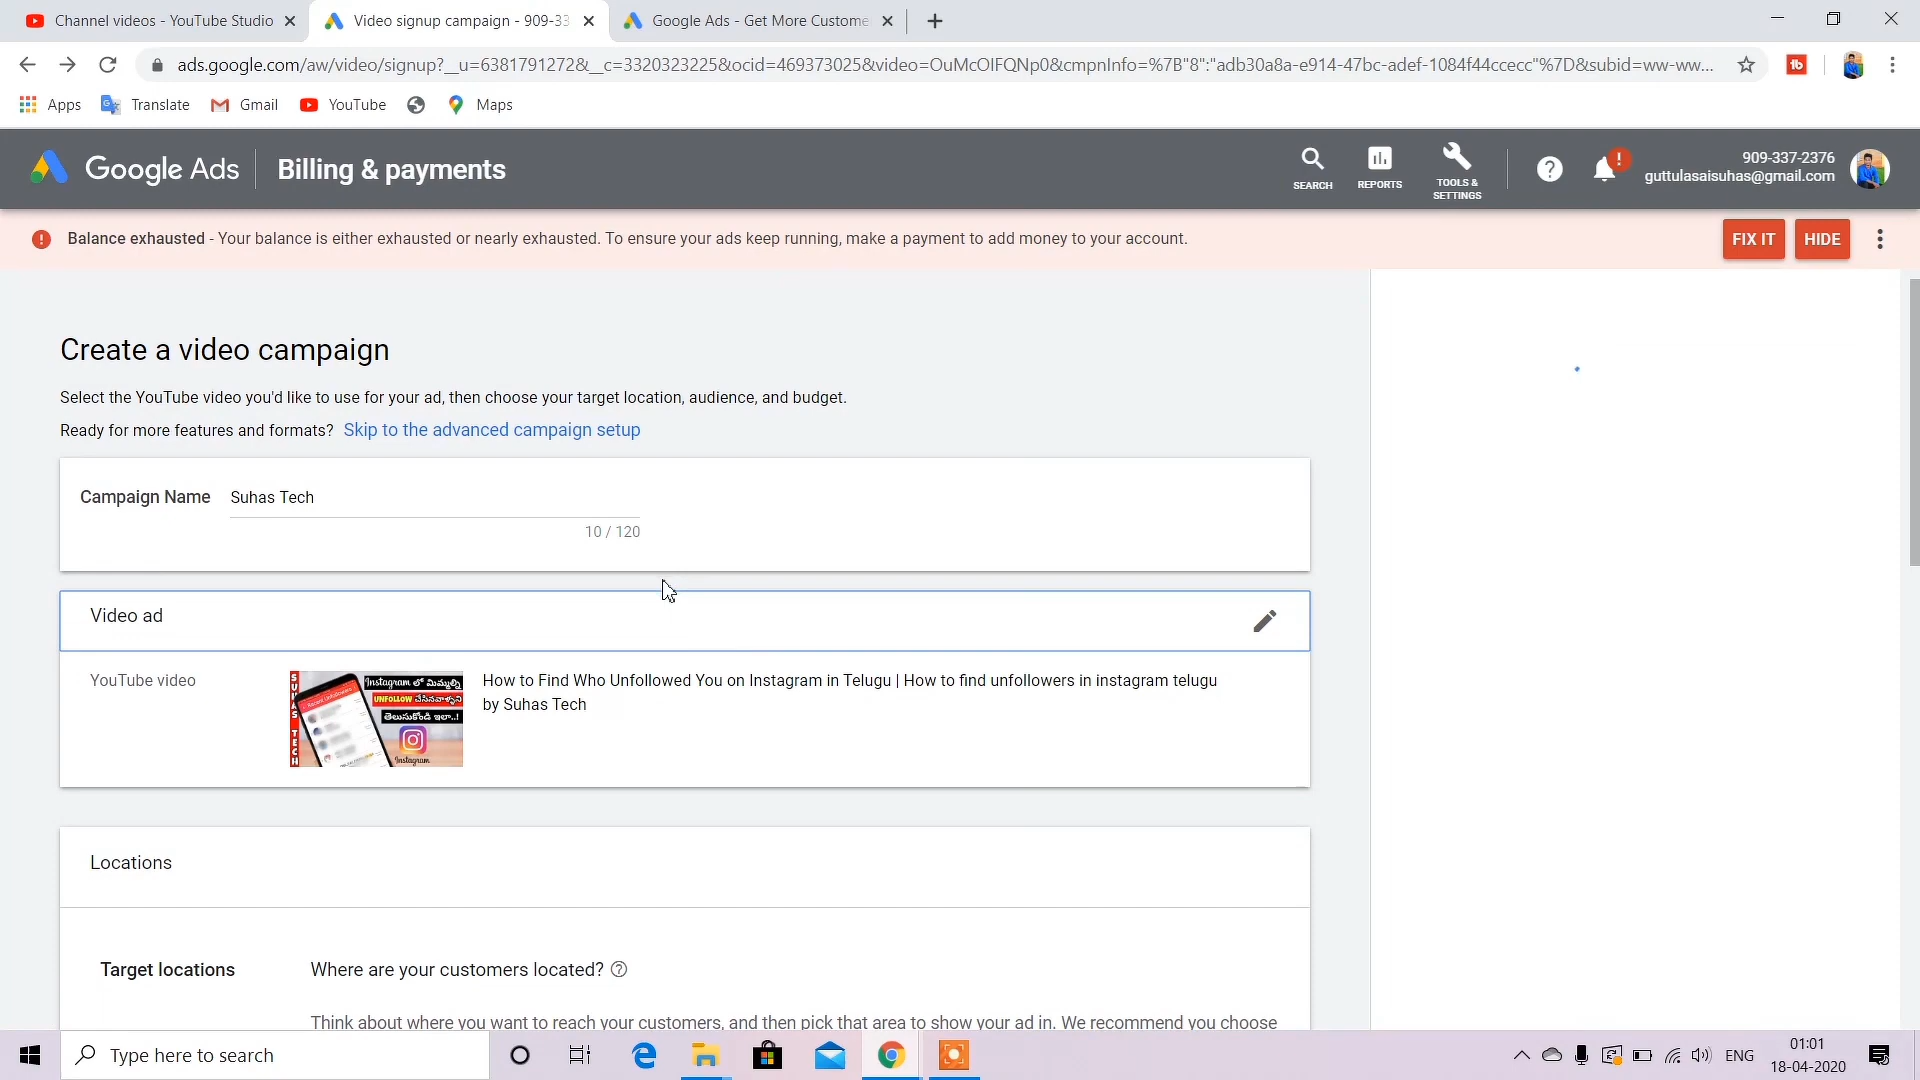 Channel videos - YouTube Studio
Video signup campaign - 909-33
Google Ads - Get More Custome
ads.google.com/aw/video/signup?__u=6381791272&__c=3320323225&ocid=469373025&video=OuMcOIFQNp0&cmpnInfo=%7B"8":"adb30a8a-e914-47bc-adef-1084f44ccecc"%7D&subid=ww-ww...
Apps
Translate
Gmail
YouTube
Maps
Google Ads
Billing & payments
SEARCH
REPORTS
TOOLS &
SETTINGS
909-337-2376
guttulasaisuhas@gmail.com
Balance exhausted - Your balance is either exhausted or nearly exhausted. To ensure your ads keep running, make a payment to add money to your account.
FIX IT
HIDE
Create a video campaign
Select the YouTube video you'd like to use for your ad, then choose your target location, audience, and budget.
Ready for more features and formats? Skip to the advanced campaign setup
Campaign Name
Suhas Tech
10 / 120
Video ad
YouTube video
SUHAS TECH
Instagram లో మిమ్మల్ని
UNFOLLOW చేసినవాళ్ళని
తెలుసుకోండి ఇలా..!
Instagram
How to Find Who Unfollowed You on Instagram in Telugu | How to find unfollowers in instagram telugu
by Suhas Tech
Locations
Target locations
Where are your customers located?
Think about where you want to reach your customers, and then pick that area to show your ad in. We recommend you choose
Type here to search
ENG
01:01
18-04-2020